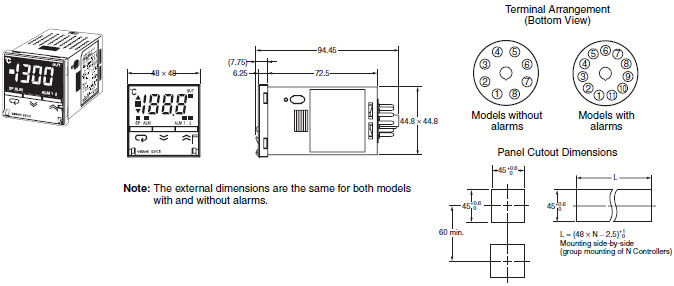 Terminal Arrangement
(Bottom View)
94.45
(7.75)
6.25
72.5
48 × 48
44.8 × 44.8
°C
OUT
-1300
SP ALM
ALM 1
°C
OUT
1888
SP ALM
ALM 1
omron E5CS
4 5
3 6
2 7
1 8
5 6 7
4 8
3 9
2 10
1 11
Models without
alarms
Models with
alarms
Panel Cutout Dimensions
45 +0.6 0
L
45 +0.6 0
45 +0.6 0
60 min.
L = (48 × N – 2.5) +1 0
Mounting side-by-side
(group mounting of N Controllers)
Note: The external dimensions are the same for both models
with and without alarms.